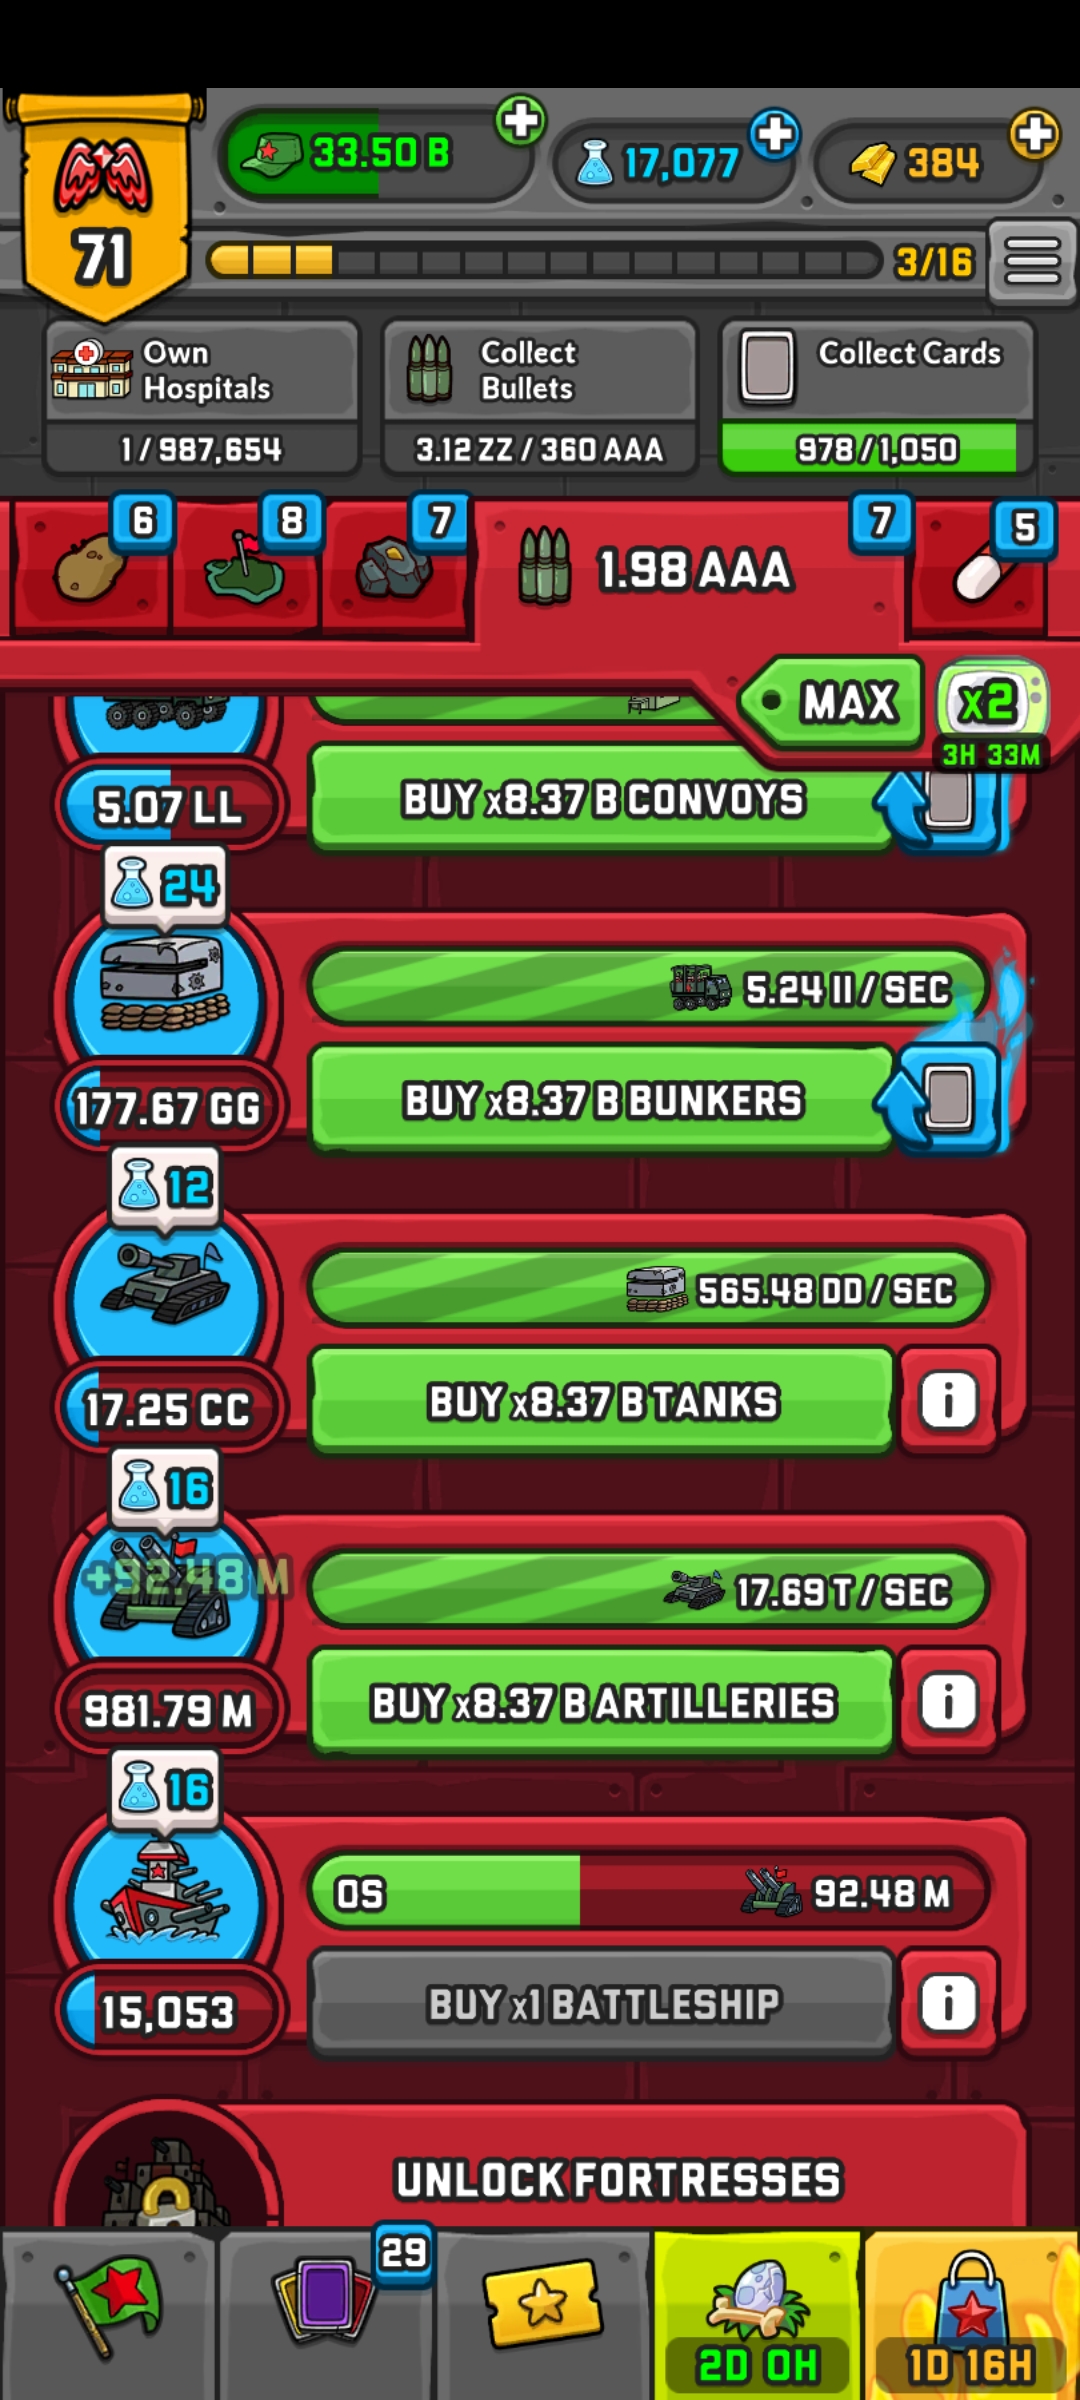 33.50 B
17,077
384
71
3/16
Own
Hospitals
1 / 987,654
Collect
Bullets
3.12 ZZ / 360 AAA
Collect Cards
978 / 1,050
6
8
7
1.98 AAA
7
5
MAX
x2
3H 33M
5.07 LL
BUY x8.37 B CONVOYS
24
5.24 II / SEC
177.67 GG
BUY x8.37 B BUNKERS
12
565.48 DD / SEC
17.25 CC
BUY x8.37 B TANKS
i
16
+92.48 M
17.69 T / SEC
981.79 M
BUY x8.37 B ARTILLERIES
i
16
0S
92.48 M
15,053
BUY x1 BATTLESHIP
i
UNLOCK FORTRESSES
29
2D 0H
1D 16H